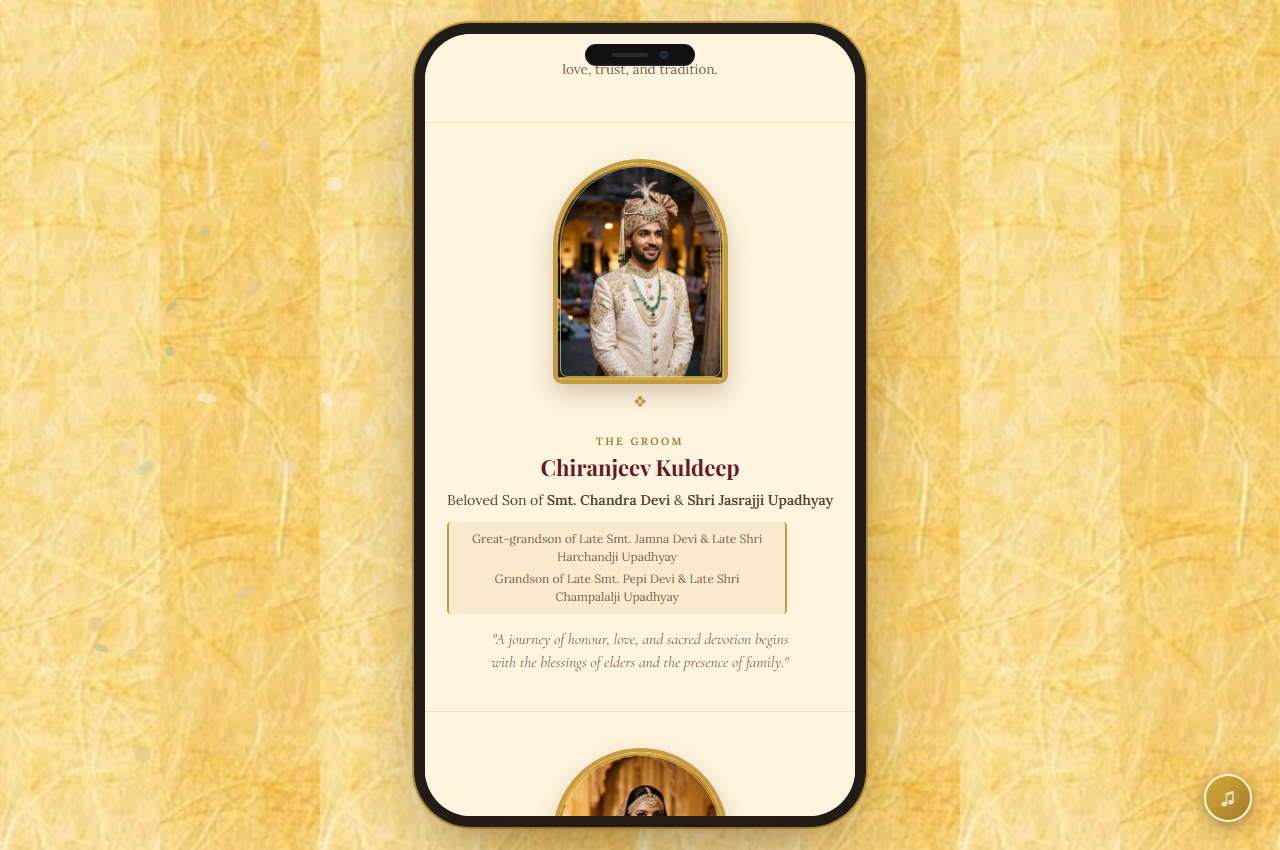 love, trust, and tradition.
THE GROOM
Chiranjeev Kuldeep
Beloved Son of Smt. Chandra Devi & Shri Jasrajji Upadhyay
Great-grandson of Late Smt. Jamna Devi & Late Shri
Harchandji Upadhyay
Grandson of Late Smt. Pepi Devi & Late Shri
Champalalji Upadhyay
"A journey of honour, love, and sacred devotion begins
with the blessings of elders and the presence of family."